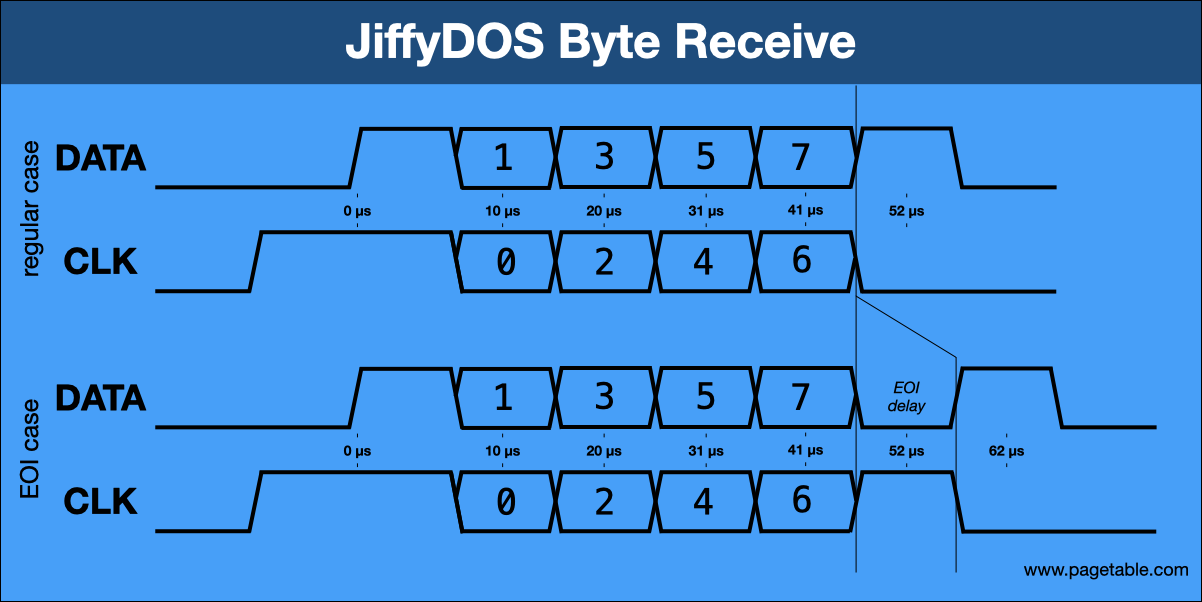 JiffyDOS Byte Receive
regular case
DATA
1 3 5 7
0 µs 10 µs 20 µs 31 µs 41 µs 52 µs
CLK
0 2 4 6
EOI case
DATA
1 3 5 7
EOI
delay
0 µs 10 µs 20 µs 31 µs 41 µs 52 µs 62 µs
CLK
0 2 4 6
www.pagetable.com